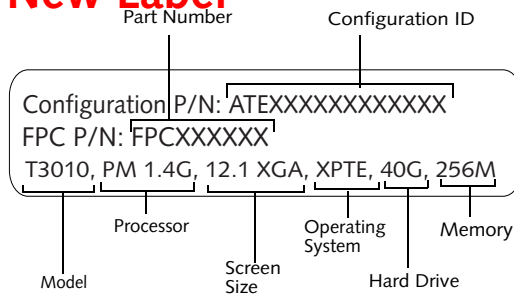 New Label
Part Number
Configuration ID
Configuration P/N: ATEXXXXXXXXXXXX
FPC P/N: FPCXXXXXX
T3010, PM 1.4G, 12.1 XGA, XPTE, 40G, 256M
Processor
Operating System
Memory
Model
Screen Size
Hard Drive